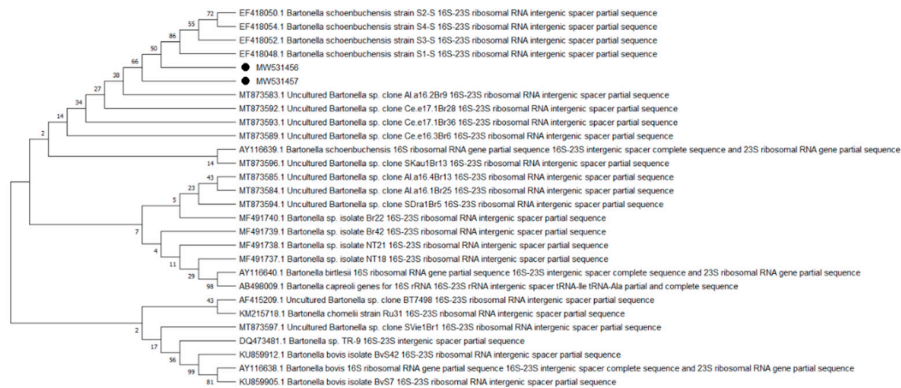 72 EF418050.1 Bartonella schoenbuchensis strain S2-S 16S-23S ribosomal RNA intergenic spacer partial sequence
55 EF418054.1 Bartonella schoenbuchensis strain S4-S 16S-23S ribosomal RNA intergenic spacer partial sequence
86 EF418052.1 Bartonella schoenbuchensis strain S3-S 16S-23S ribosomal RNA intergenic spacer partial sequence
50 EF418048.1 Bartonella schoenbuchensis strain S1-S 16S-23S ribosomal RNA intergenic spacer partial sequence
66 MW531456
38 MW531457
27 MT873583.1 Uncultured Bartonella sp. clone Al.a16.2Br9 16S-23S ribosomal RNA intergenic spacer partial sequence
34 MT873592.1 Uncultured Bartonella sp. clone Ce.e17.1Br28 16S-23S ribosomal RNA intergenic spacer partial sequence
14 MT873593.1 Uncultured Bartonella sp. clone Ce.e17.1Br36 16S-23S ribosomal RNA intergenic spacer partial sequence
2 MT873589.1 Uncultured Bartonella sp. clone Ce.e16.3Br6 16S-23S ribosomal RNA intergenic spacer partial sequence
AY116639.1 Bartonella schoenbuchensis 16S ribosomal RNA gene partial sequence 16S-23S intergenic spacer complete sequence and 23S ribosomal RNA gene partial sequence
14 MT873596.1 Uncultured Bartonella sp. clone SKau1Br13 16S-23S ribosomal RNA intergenic spacer partial sequence
43 MT873585.1 Uncultured Bartonella sp. clone Al.a16.4Br13 16S-23S ribosomal RNA intergenic spacer partial sequence
23 MT873584.1 Uncultured Bartonella sp. clone Al.a16.1Br25 16S-23S ribosomal RNA intergenic spacer partial sequence
5 MT873594.1 Uncultured Bartonella sp. clone SDra1Br5 16S-23S ribosomal RNA intergenic spacer partial sequence
MF491740.1 Bartonella sp. isolate Br22 16S-23S ribosomal RNA intergenic spacer partial sequence
7 MF491739.1 Bartonella sp. isolate Br42 16S-23S ribosomal RNA intergenic spacer partial sequence
4 MF491738.1 Bartonella sp. isolate NT21 16S-23S ribosomal RNA intergenic spacer partial sequence
11 MF491737.1 Bartonella sp. isolate NT18 16S-23S ribosomal RNA intergenic spacer partial sequence
29 AY116640.1 Bartonella birtlesii 16S ribosomal RNA gene partial sequence 16S-23S intergenic spacer complete sequence and 23S ribosomal RNA gene partial sequence
98 AB498009.1 Bartonella capreoli genes for 16S rRNA 16S-23S rRNA intergenic spacer tRNA-Ile tRNA-Ala partial and complete sequence
43 AF415209.1 Uncultured Bartonella sp. clone BT7498 16S-23S ribosomal RNA intergenic spacer partial sequence
KM215718.1 Bartonella chomelii strain Ru31 16S-23S ribosomal RNA intergenic spacer partial sequence
2 MT873597.1 Uncultured Bartonella sp. clone SVie1Br1 16S-23S ribosomal RNA intergenic spacer partial sequence
17 DQ473481.1 Bartonella sp. TR-9 16S-23S intergenic spacer partial sequence
56 KU859912.1 Bartonella bovis isolate BvS42 16S-23S ribosomal RNA intergenic spacer partial sequence
99 AY116638.1 Bartonella bovis 16S ribosomal RNA gene partial sequence 16S-23S intergenic spacer complete sequence and 23S ribosomal RNA gene partial sequence
81 KU859905.1 Bartonella bovis isolate BvS7 16S-23S ribosomal RNA intergenic spacer partial sequence